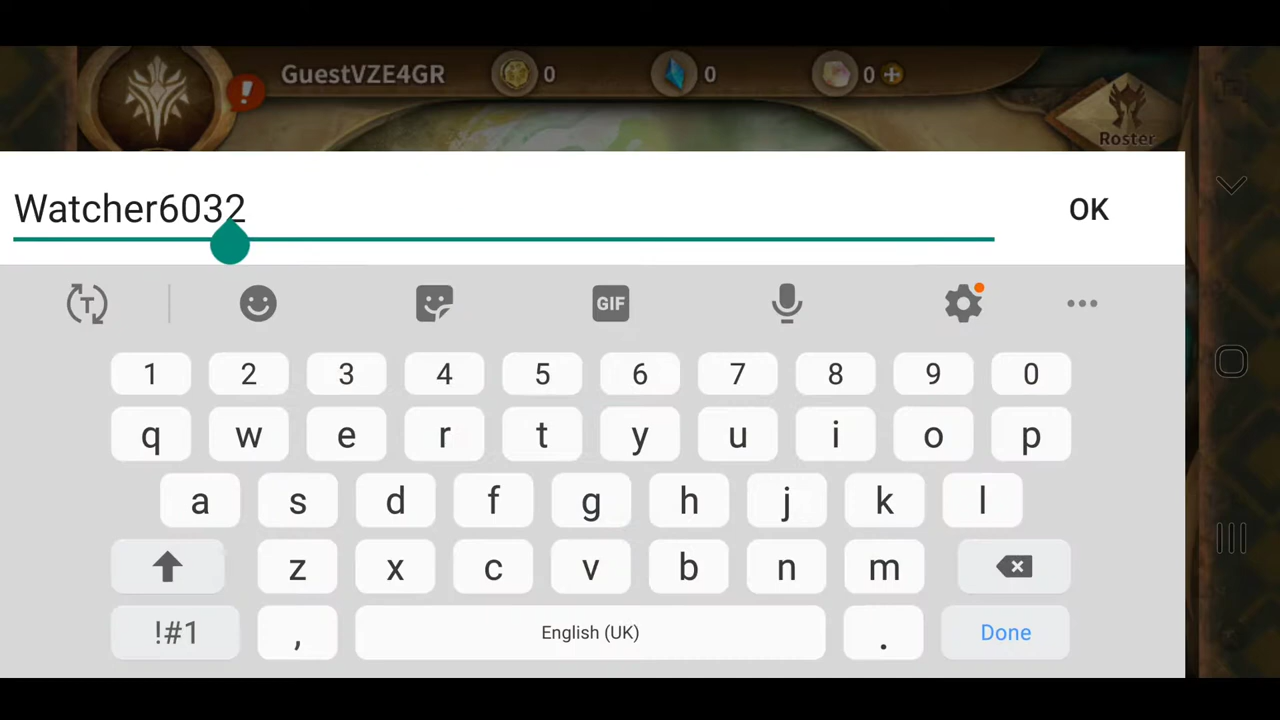 GuestVZE4GR 0 0 0
Roster
Watcher6032 OK
T GIF
1 2 3 4 5 6 7 8 9 0
q w e r t y u i o p
a s d f g h j k l
z x c v b n m
!#1 , English (UK) . Done